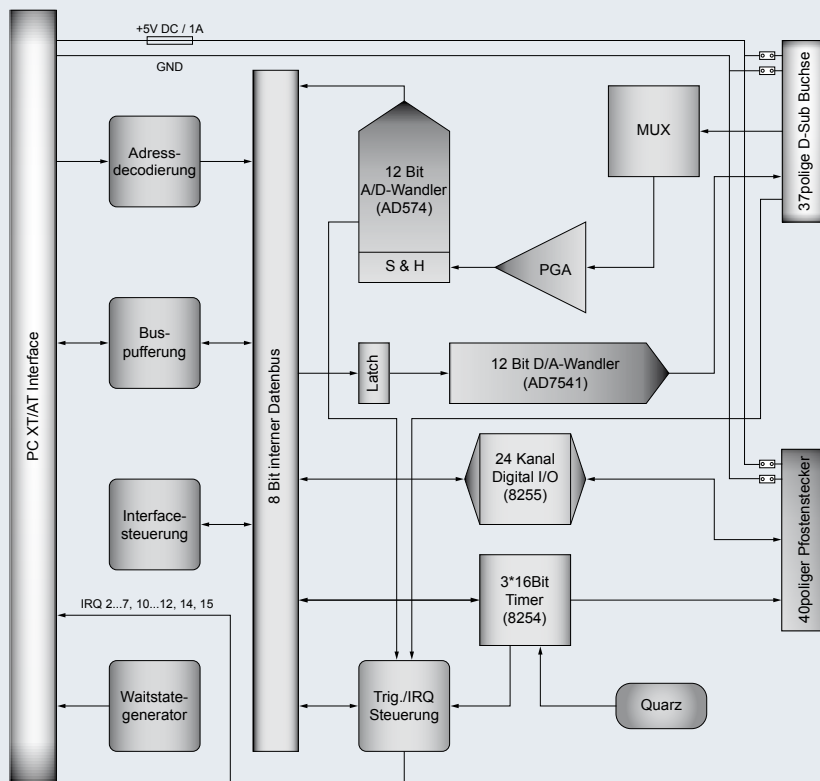 +5V DC / 1A
GND
PC XT/AT Interface
Adress-
decodierung
Bus-
pufferung
Interface-
steuerung
IRQ 2...7, 10...12, 14, 15
Waitstate-
generator
8 Bit interner Datenbus
12 Bit
A/D-Wandler
(AD574)
S & H
PGA
MUX
37polige D-Sub Buchse
Latch
12 Bit D/A-Wandler
(AD7541)
24 Kanal
Digital I/O
(8255)
3*16Bit
Timer
(8254)
40poliger Pfostenstecker
Trig./IRQ
Steuerung
Quarz